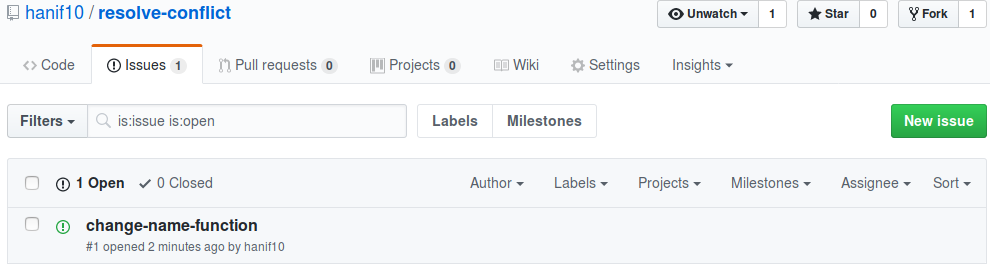 hanif10 / resolve-conflict Unwatch 1 Star 0 Fork 1
Code Issues 1 Pull requests 0 Projects 0 Wiki Settings Insights
Filters is:issue is:open Labels Milestones New issue
1 Open 0 Closed Author Labels Projects Milestones Assignee Sort
change-name-function
#1 opened 2 minutes ago by hanif10